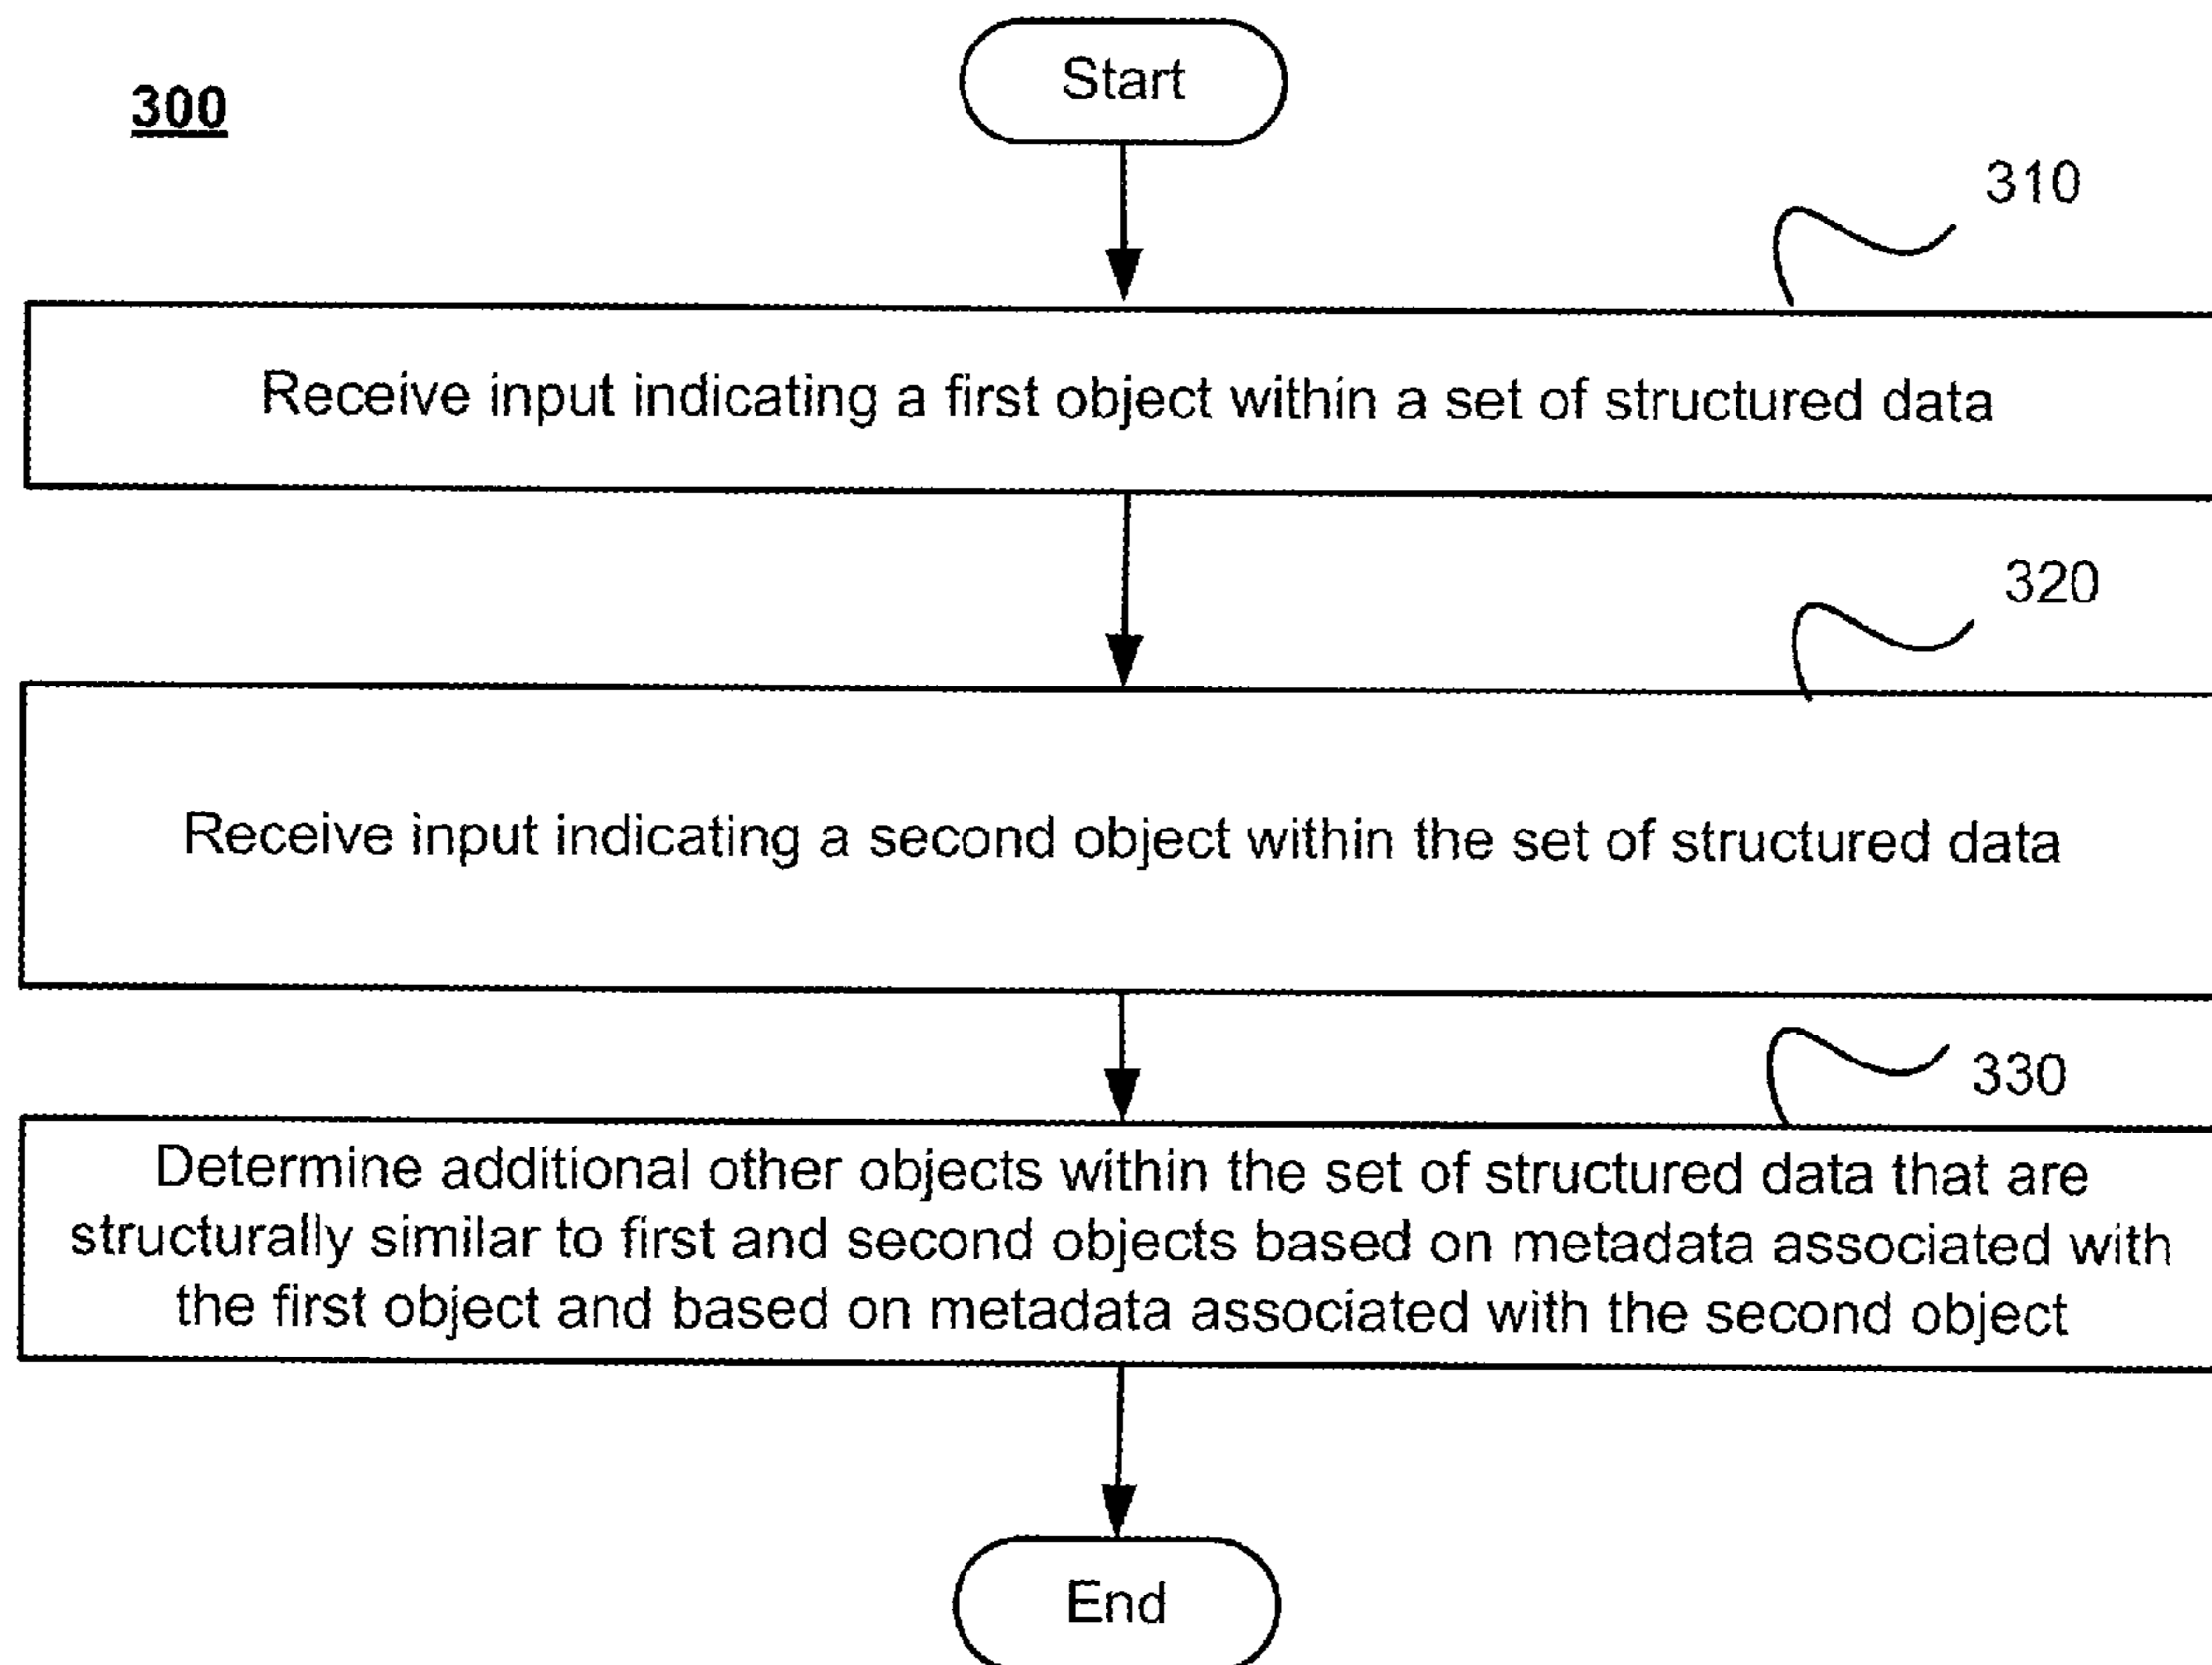 Start
300
310
Receive input indicating a first object within a set of structured data
320
Receive input indicating a second object within the set of structured data
330
Determine additional other objects within the set of structured data that are
structurally similar to first and second objects based on metadata associated with
the first object and based on metadata associated with the second object
End